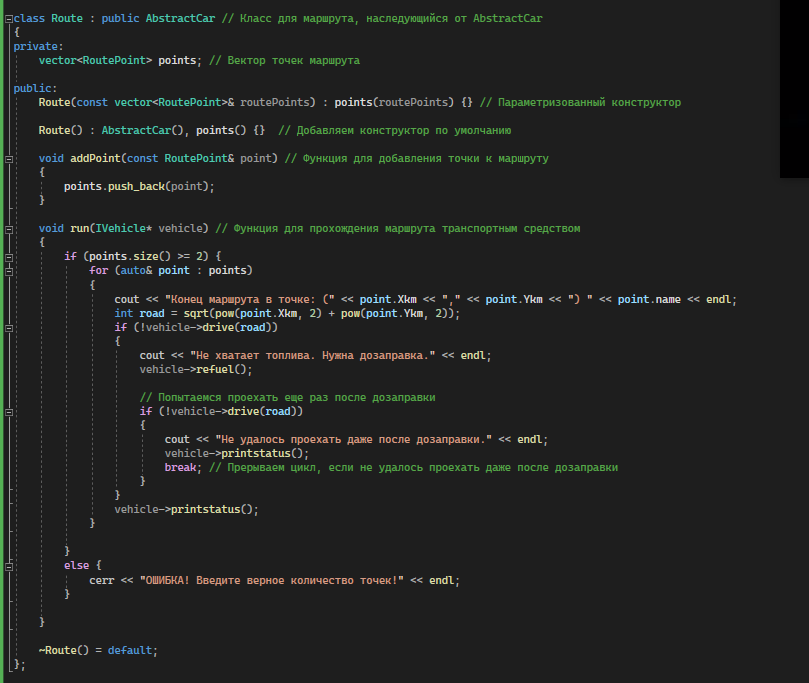 class Route : public AbstractCar // Класс для маршрута, наследующийся от AbstractCar
{
private:
    vector<RoutePoint> points; // Вектор точек маршрута

public:
    Route(const vector<RoutePoint>& routePoints) : points(routePoints) {} // Параметризованный конструктор

    Route() : AbstractCar(), points() {}  // Добавляем конструктор по умолчанию

    void addPoint(const RoutePoint& point) // Функция для добавления точки к маршруту
    {
        points.push_back(point);
    }

    void run(IVehicle* vehicle) // Функция для прохождения маршрута транспортным средством
    {
        if (points.size() >= 2) {
            for (auto& point : points)
            {
                cout << "Конец маршрута в точке: (" << point.Xkm << "," << point.Ykm << ") " << point.name << endl;
                int road = sqrt(pow(point.Xkm, 2) + pow(point.Ykm, 2));
                if (!vehicle->drive(road))
                {
                    cout << "Не хватает топлива. Нужна дозаправка." << endl;
                    vehicle->refuel();

                    // Попытаемся проехать еще раз после дозаправки
                    if (!vehicle->drive(road))
                    {
                        cout << "Не удалось проехать даже после дозаправки." << endl;
                        vehicle->printstatus();
                        break; // Прерываем цикл, если не удалось проехать даже после дозаправки
                    }
                }
                vehicle->printstatus();
            }

        }
        else {
            cerr << "ОШИБКА! Введите верное количество точек!" << endl;
        }

    }

    ~Route() = default;
};